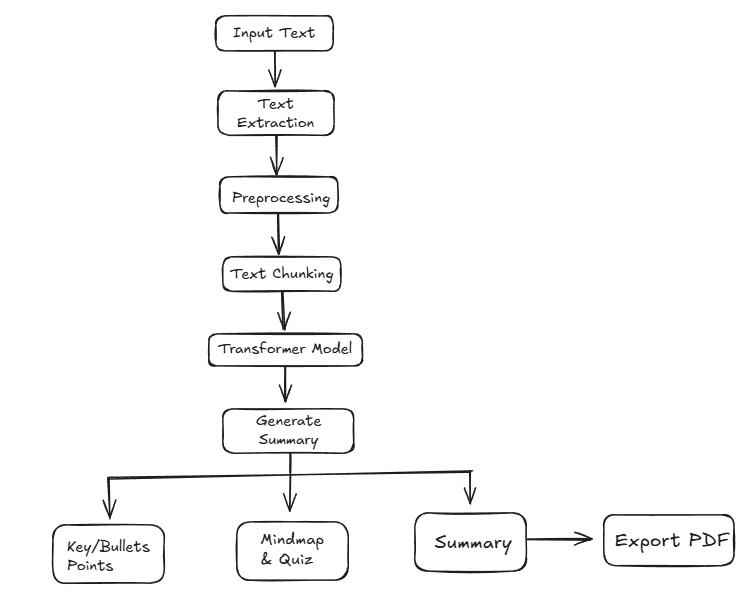 Input Text
Text
Extraction
Preprocessing
Text Chunking
Transformer Model
Generate
Summary
Key/Bullets
Points
Mindmap
& Quiz
Summary
Export PDF